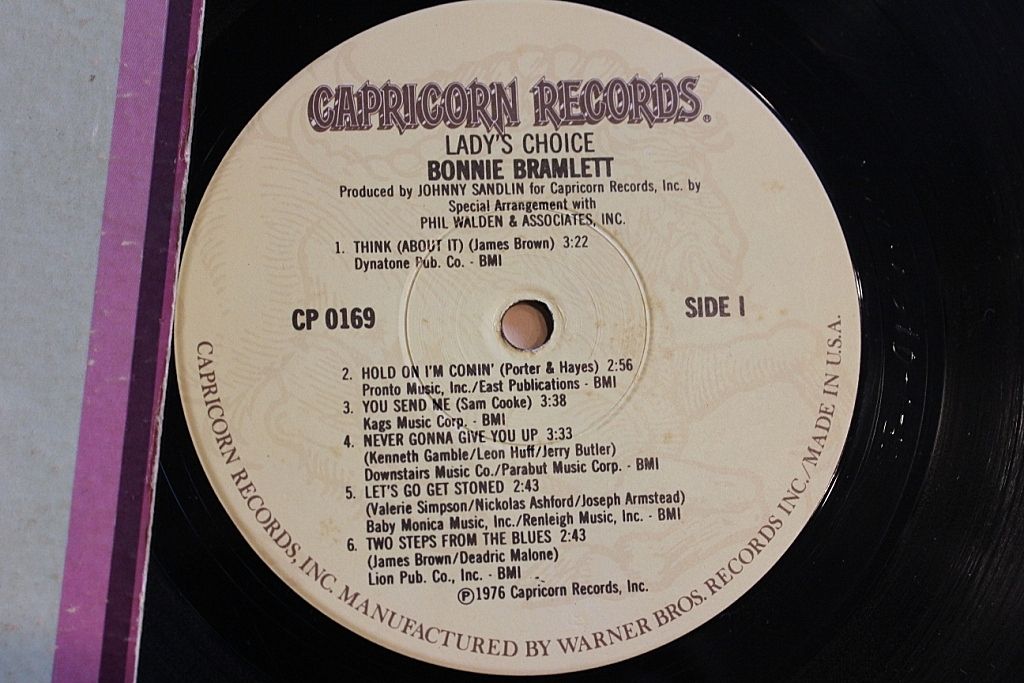 CAPRICORN RECORDS®
LADY'S CHOICE
BONNIE BRAMLETT
Produced by JOHNNY SANDLIN for Capricorn Records, Inc. by
Special Arrangement with
PHIL WALDEN & ASSOCIATES, INC.
1. THINK (ABOUT IT) (James Brown) 3:22
Dynatone Pub. Co. - BMI
CP 0169
SIDE 1
2. HOLD ON I'M COMIN' (Porter & Hayes) 2:56
Pronto Music, Inc./East Publications - BMI
3. YOU SEND ME (Sam Cooke) 3:38
Kags Music Corp. - BMI
4. NEVER GONNA GIVE YOU UP 3:33
(Kenneth Gamble/Leon Huff/Jerry Butler)
Downstairs Music Co./Parabut Music Corp. - BMI
5. LET'S GO GET STONED 2:43
(Valerie Simpson/Nickolas Ashford/Joseph Armstead)
Baby Monica Music, Inc./Renleigh Music, Inc. - BMI
6. TWO STEPS FROM THE BLUES 2:43
(James Brown/Deadric Malone)
Lion Pub. Co., Inc. - BMI
℗1976 Capricorn Records, Inc.
CAPRICORN RECORDS, INC. MANUFACTURED BY WARNER BROS. RECORDS INC./MADE IN U.S.A.